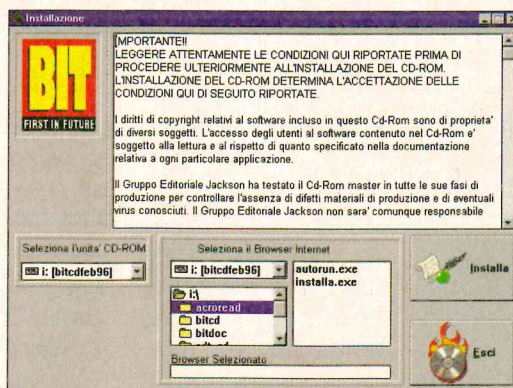 Installazione
BIT
FIRST IN FUTURE
IMPORTANTE!!
LEGGERE ATTENTAMENTE LE CONDIZIONI QUI RIPORTATE PRIMA DI
PROCEDERE ULTERIORMENTE ALL'INSTALLAZIONE DEL CD-ROM.
L'INSTALLAZIONE DEL CD-ROM DETERMINA L'ACCETTAZIONE DELLE
CONDIZIONI QUI DI SEGUITO RIPORTATE.
I diritti di copyright relativi al software incluso in questo Cd-Rom sono di proprieta'
di diversi soggetti. L'accesso degli utenti al software contenuto nel Cd-Rom e'
soggetto alla lettura e al rispetto di quanto specificato nella documentazione
relativa a ogni particolare applicazione.
Il Gruppo Editoriale Jackson ha testato il Cd-Rom master in tutte le sue fasi di
produzione per controllare l'assenza di difetti materiali di produzione e di eventuali
virus conosciuti. Il Gruppo Editoriale Jackson non sara' comunque responsabile
Seleziona l'unita' CD-ROM
i: [bitcdfeb96]
Seleziona il Browser Internet
i: [bitcdfeb96]
i:\
acroread
bitcd
bitdoc
autorun.exe
installa.exe
Browser Selezionato
Installa
Esci